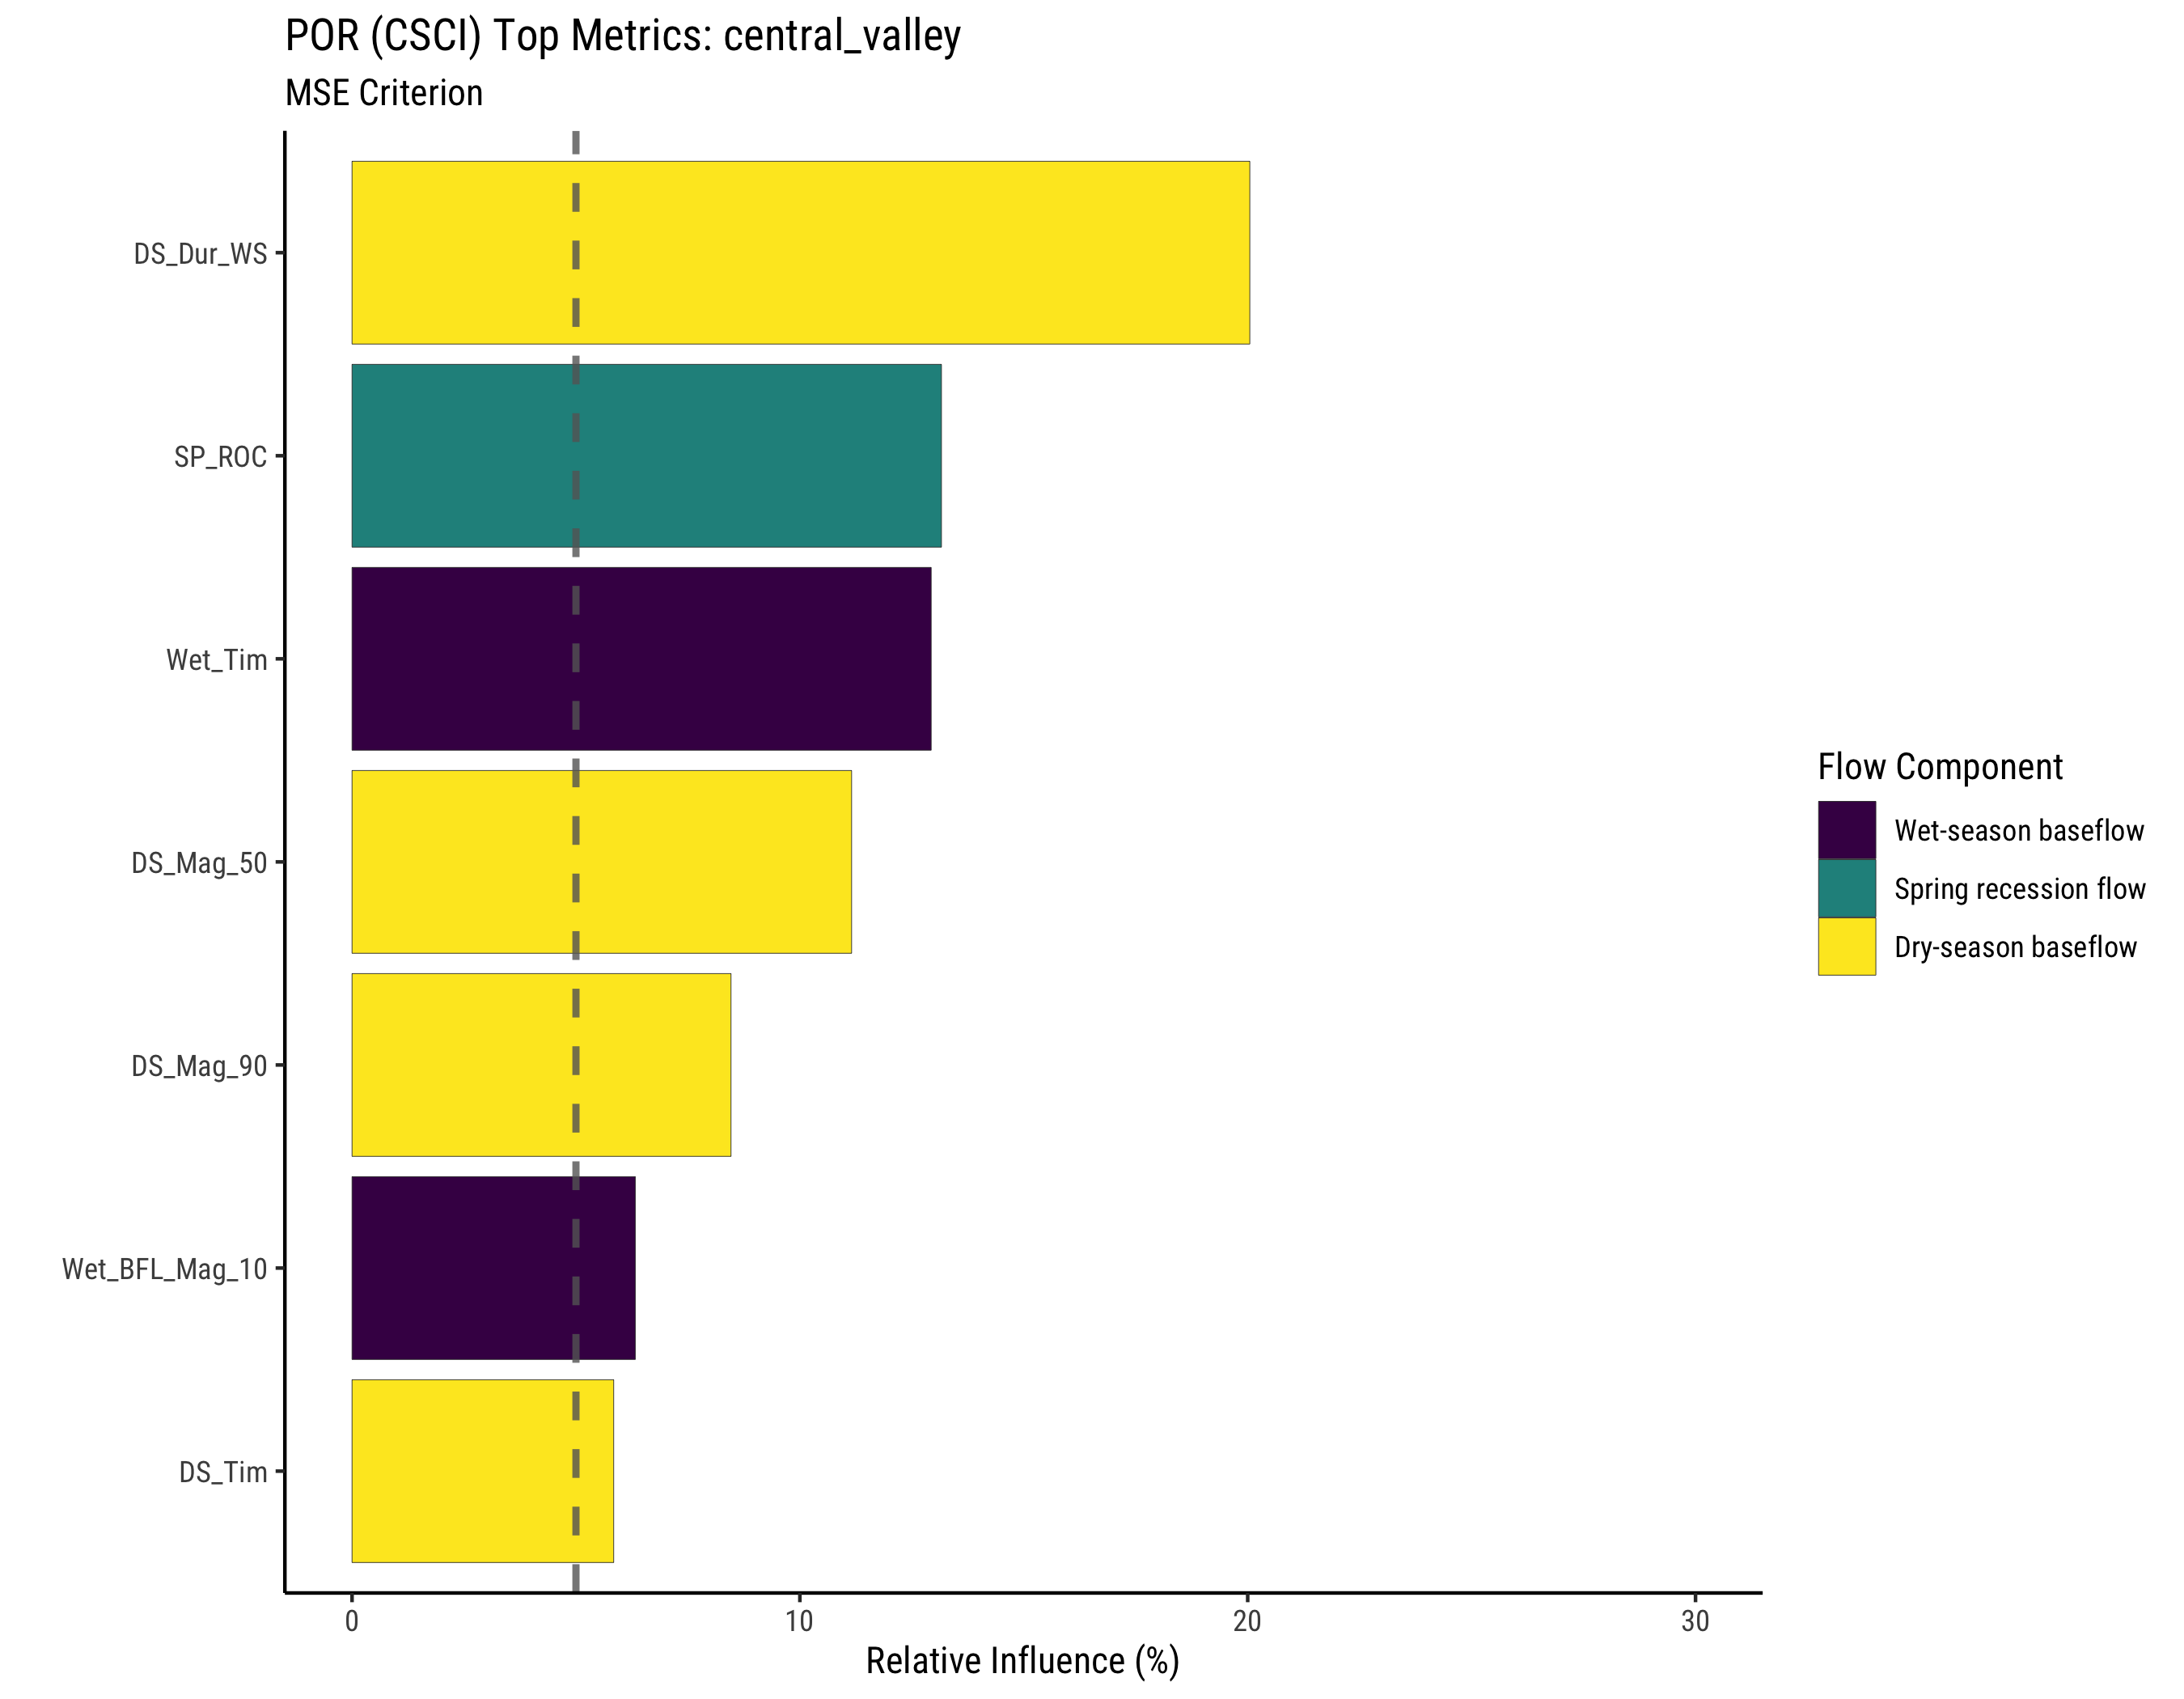 POR (CSCI) Top Metrics: central_valley
MSE Criterion
DS_Dur_WS
SP_ROC
Wet_Tim
DS_Mag_50
DS_Mag_90
Wet_BFL_Mag_10
DS_Tim
0 10 20 30
Relative Influence (%)
Flow Component
Wet-season baseflow
Spring recession flow
Dry-season baseflow